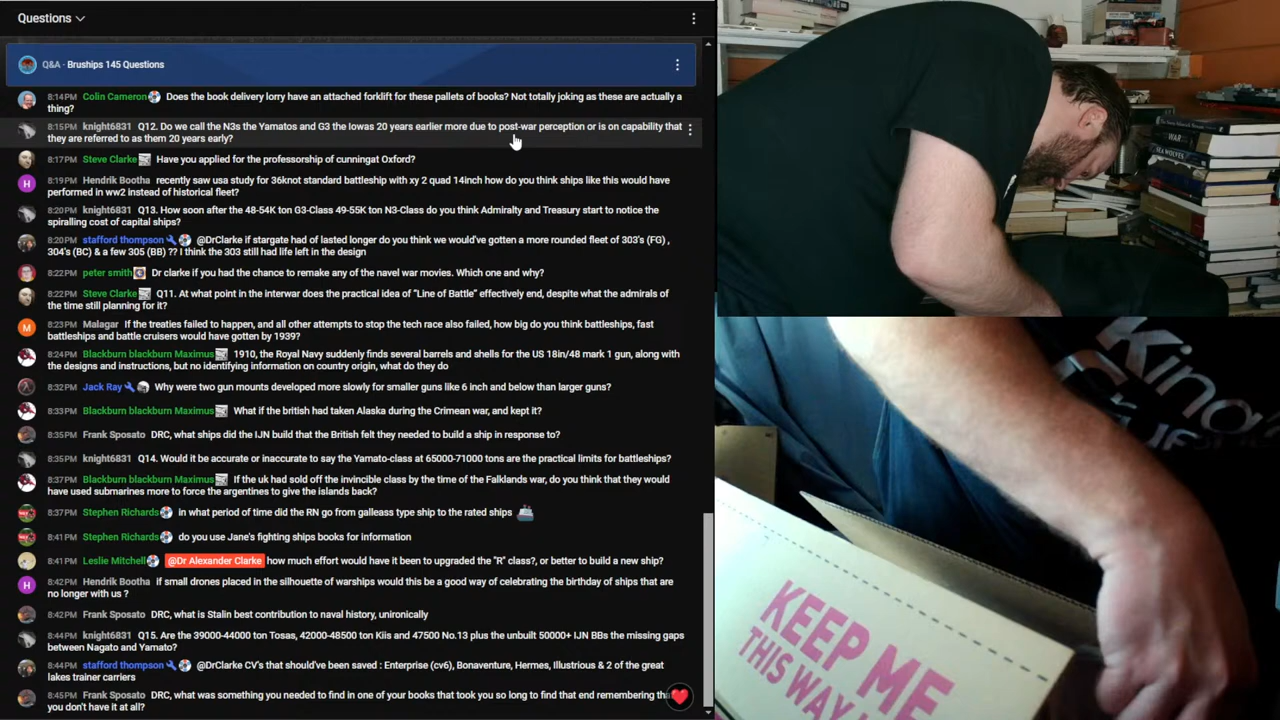 Questions
Q&A · Bruships 145 Questions
8:14PM Colin Cameron Does the book delivery lorry have an attached forklift for these pallets of books? Not totally joking as these are actually a
thing?
8:15PM knight6831 Q12. Do we call the N3s the Yamatos and G3 the Iowas 20 years earlier more due to post-war perception or is on capability that
they are referred to as them 20 years early?
8:17PM Steve Clarke Have you applied for the professorship of cunningat Oxford?
8:19PM Hendrik Bootha recently saw usa study for 36knot standard battleship with xy 2 quad 14inch how do you think ships like this would have
performed in ww2 instead of historical fleet?
8:20PM knight6831 Q13. How soon after the 48-54K ton G3-Class 49-55K ton N3-Class do you think Admiralty and Treasury start to notice the
spiralling cost of capital ships?
8:20PM stafford thompson @DrClarke if stargate had of lasted longer do you think we would've gotten a more rounded fleet of 303's (FG) ,
304's (BC) & a few 305 (BB) ?? I think the 303 still had life left in the design
8:22PM peter smith Dr clarke if you had the chance to remake any of the navel war movies. Which one and why?
8:22PM Steve Clarke Q11. At what point in the interwar does the practical idea of "Line of Battle" effectively end, despite what the admirals of
the time still planning for it?
8:23PM Malagar If the treaties failed to happen, and all other attempts to stop the tech race also failed, how big do you think battleships, fast
battleships and battle cruisers would have gotten by 1939?
8:24PM Blackburn blackburn Maximus 1910, the Royal Navy suddenly finds several barrels and shells for the US 18in/48 mark 1 gun, along with
the designs and instructions, but no identifying information on country origin, what do they do
8:32PM Jack Ray Why were two gun mounts developed more slowly for smaller guns like 6 inch and below than larger guns?
8:33PM Blackburn blackburn Maximus What if the british had taken Alaska during the Crimean war, and kept it?
8:35PM Frank Sposato DRC, what ships did the IJN build that the British felt they needed to build a ship in response to?
8:35PM knight6831 Q14. Would it be accurate or inaccurate to say the Yamato-class at 65000-71000 tons are the practical limits for battleships?
8:37PM Blackburn blackburn Maximus If the uk had sold off the invincible class by the time of the Falklands war, do you think that they would
have used submarines more to force the argentines to give the islands back?
8:37PM Stephen Richards in what period of time did the RN go from galleass type ship to the rated ships
8:41PM Stephen Richards do you use Jane's fighting ships books for information
8:41PM Leslie Mitchell @Dr Alexander Clarke how much effort would have it been to upgraded the "R" class?, or better to build a new ship?
8:42PM Hendrik Bootha if small drones placed in the silhouette of warships would this be a good way of celebrating the birthday of ships that are
no longer with us ?
8:42PM Frank Sposato DRC, what is Stalin best contribution to naval history, unironically
8:44PM knight6831 Q15. Are the 39000-44000 ton Tosas, 42000-48500 ton Kiis and 47500 No.13 plus the unbuilt 50000+ IJN BBs the missing gaps
between Nagato and Yamato?
8:44PM stafford thompson @DrClarke CV's that should've been saved : Enterprise (cv6), Bonaventure, Hermes, Illustrious & 2 of the great
lakes trainer carriers
8:45PM Frank Sposato DRC, what was something you needed to find in one of your books that took you so long to find that end remembering
you don't have it at all?
WAR
SEA WOLVES
KEEP ME
THIS WAY